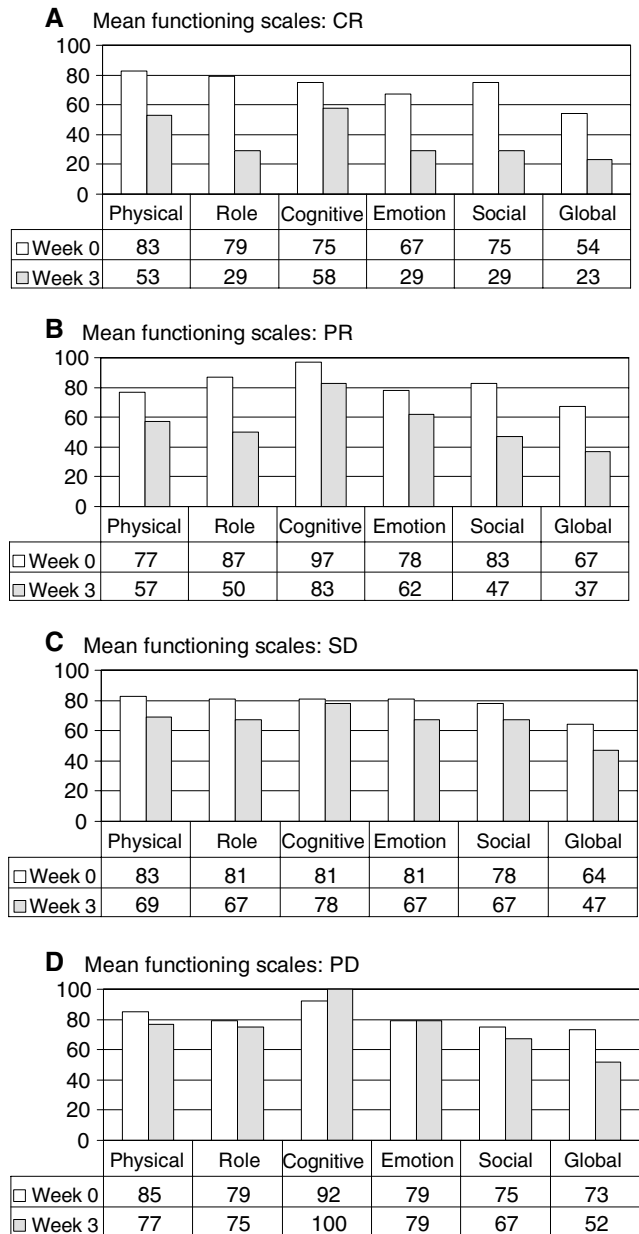 A Mean functioning scales: CR
100
80
60
40
20
0
Physical Role Cognitive Emotion Social Global
Week 0 83 79 75 67 75 54
Week 3 53 29 58 29 29 23
B Mean functioning scales: PR
100
80
60
40
20
0
Physical Role Cognitive Emotion Social Global
Week 0 77 87 97 78 83 67
Week 3 57 50 83 62 47 37
C Mean functioning scales: SD
100
80
60
40
20
0
Physical Role Cognitive Emotion Social Global
Week 0 83 81 81 81 78 64
Week 3 69 67 78 67 67 47
D Mean functioning scales: PD
100
80
60
40
20
0
Physical Role Cognitive Emotion Social Global
Week 0 85 79 92 79 75 73
Week 3 77 75 100 79 67 52